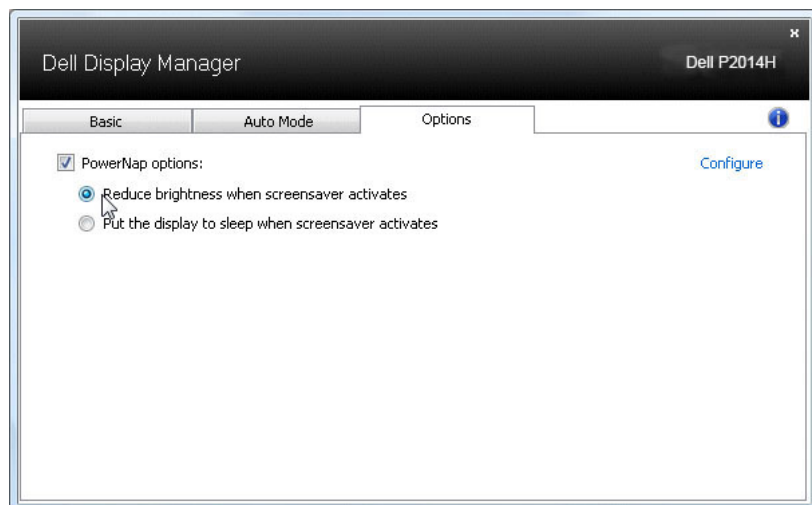 Dell Display Manager
Dell P2014H
Basic
Auto Mode
Options
PowerNap options:
Configure
Reduce brightness when screensaver activates
Put the display to sleep when screensaver activates